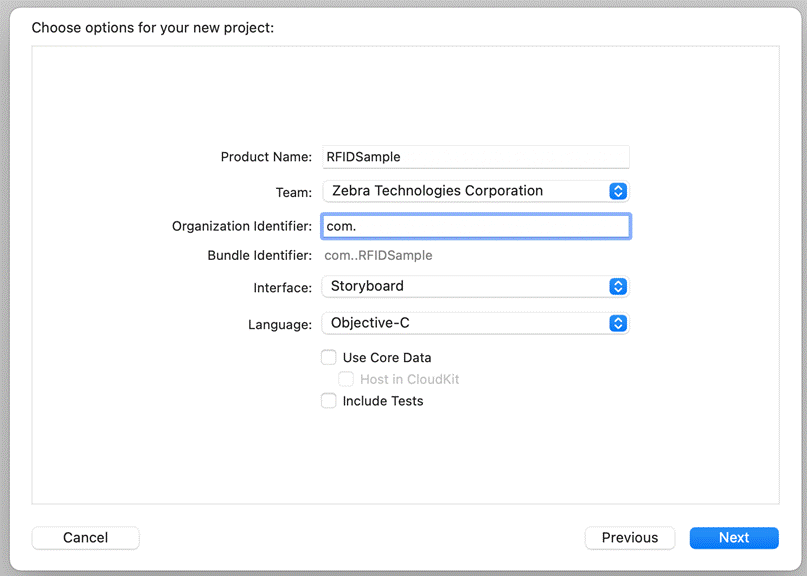 Choose options for your new project:
Product Name: RFIDSample
Team: Zebra Technologies Corporation
Organization Identifier: com.
Bundle Identifier: com..RFIDSample
Interface: Storyboard
Language: Objective-C
Use Core Data
Host in CloudKit
Include Tests
Cancel Previous Next